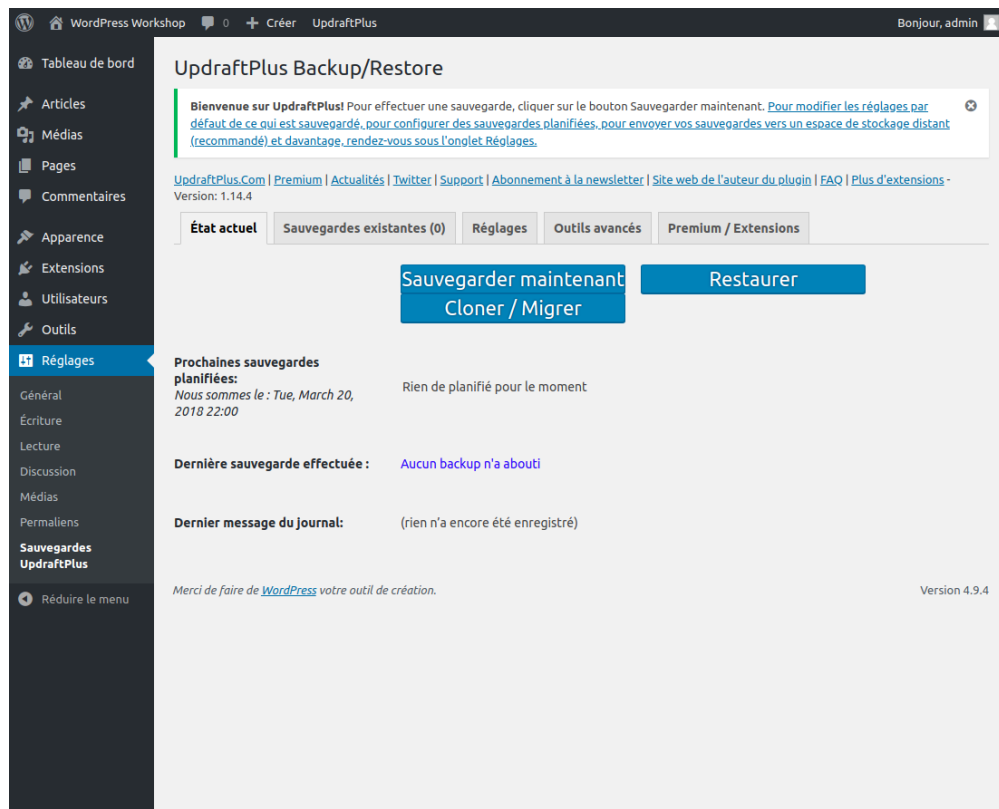 WordPress Workshop 0 Créer UpdraftPlus Bonjour, admin
Tableau de bord
Articles
Médias
Pages
Commentaires
Apparence
Extensions
Utilisateurs
Outils
Réglages
Général
Écriture
Lecture
Discussion
Médias
Permaliens
Sauvegardes
UpdraftPlus
Réduire le menu
UpdraftPlus Backup/Restore
Bienvenue sur UpdraftPlus! Pour effectuer une sauvegarde, cliquer sur le bouton Sauvegarder maintenant. Pour modifier les réglages par
défaut de ce qui est sauvegardé, pour configurer des sauvegardes planifiées, pour envoyer vos sauvegardes vers un espace de stockage distant
(recommandé) et davantage, rendez-vous sous l'onglet Réglages.
UpdraftPlus.Com | Premium | Actualités | Twitter | Support | Abonnement à la newsletter | Site web de l'auteur du plugin | FAQ | Plus d'extensions -
Version: 1.14.4
État actuel Sauvegardes existantes (0) Réglages Outils avancés Premium / Extensions
Sauvegarder maintenant Restaurer
Cloner / Migrer
Prochaines sauvegardes
planifiées:
Nous sommes le : Tue, March 20,
2018 22:00
Rien de planifié pour le moment
Dernière sauvegarde effectuée : Aucun backup n'a abouti
Dernier message du journal: (rien n'a encore été enregistré)
Merci de faire de WordPress votre outil de création. Version 4.9.4